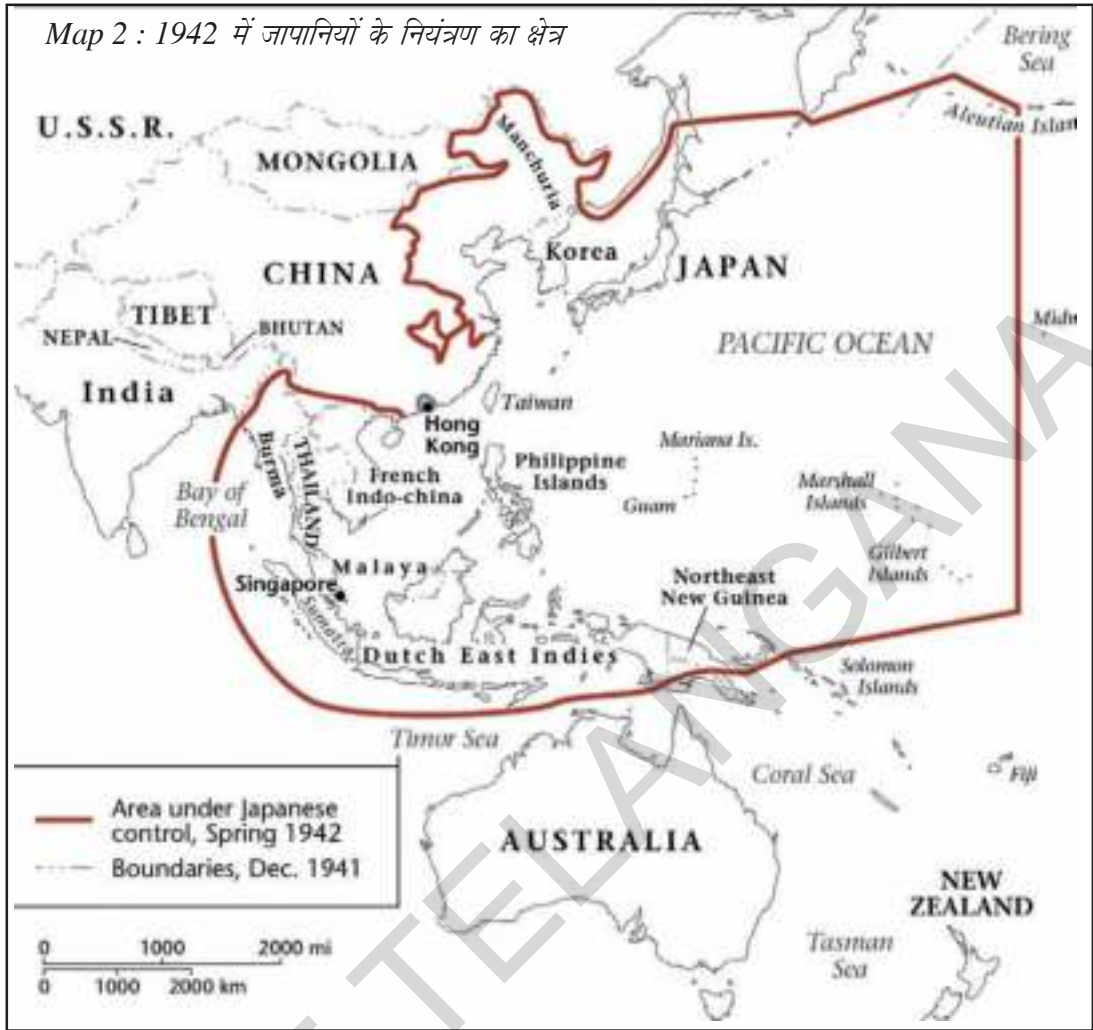 Map 2 : 1942 में जापानियों के नियंत्रण का क्षेत्र
Bering
Sea
U.S.S.R.
Aleutian Islan
MONGOLIA
Manchuria
Korea
JAPAN
CHINA
TIBET
NEPAL
BHUTAN
Midw
PACIFIC OCEAN
India
Taiwan
Hong
Kong
Burma
THAILAND
French
Indo-china
Philippine
Islands
Mariana Is.
Guam
Marshall
Islands
Bay of
Bengal
Gilbert
Islands
Malaya
Singapore
Sumatra
Northeast
New Guinea
Dutch East Indies
Solomon
Islands
Timor Sea
Coral Sea
Fiji
AUSTRALIA
NEW
ZEALAND
Tasman
Sea
Area under Japanese
control, Spring 1942
Boundaries, Dec. 1941
0 1000 2000 mi
0 1000 2000 km
TELANGANA